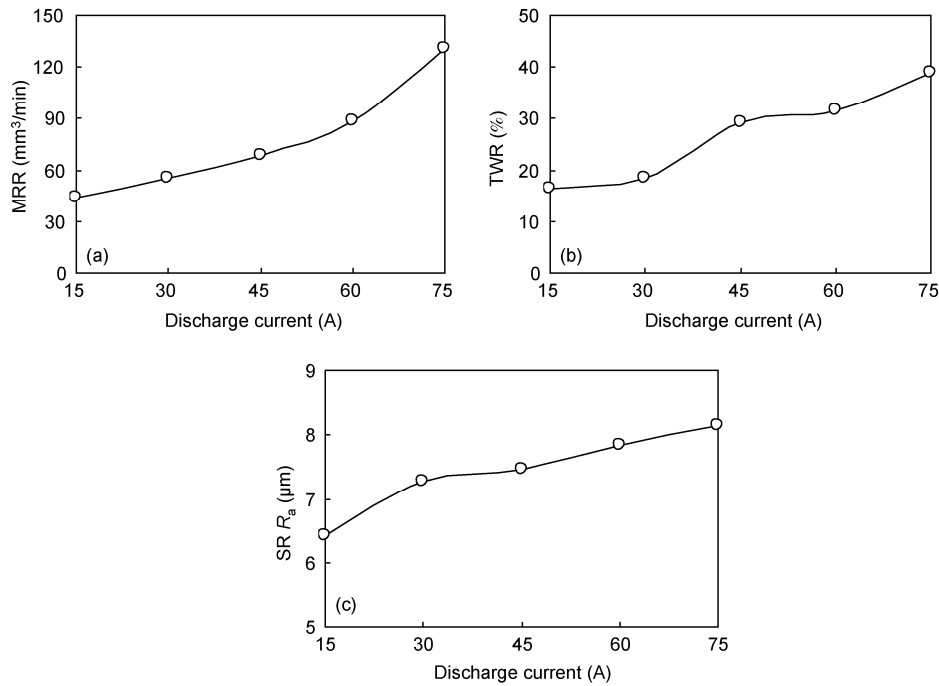 150
120
90
60
30
0
MRR (mm³/min)
(a)
15 30 45 60 75
Discharge current (A)
50
40
30
20
10
0
TWR (%)
(b)
15 30 45 60 75
Discharge current (A)
9
8
7
6
5
SR Ra (µm)
(c)
15 30 45 60 75
Discharge current (A)